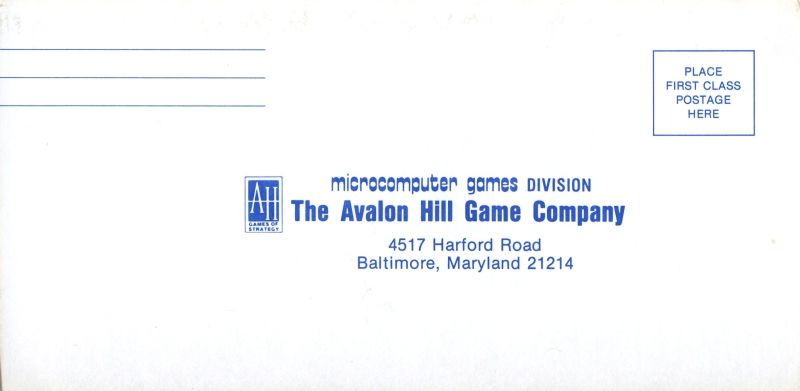 PLACE
FIRST CLASS
POSTAGE
HERE
microcomputer games DIVISION
AH
GAMES OF
STRATEGY
The Avalon Hill Game Company
4517 Harford Road
Baltimore, Maryland 21214